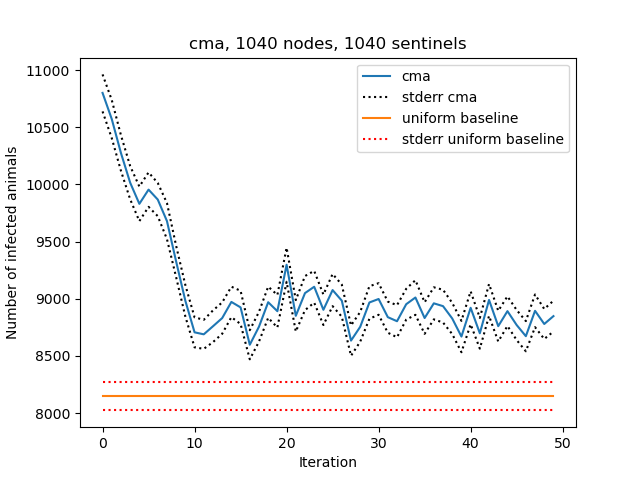 cma, 1040 nodes, 1040 sentinels
11000
10500
10000
9500
9000
8500
8000
Number of infected animals
cma
stderr cma
uniform baseline
stderr uniform baseline
0
10
20
30
40
50
Iteration